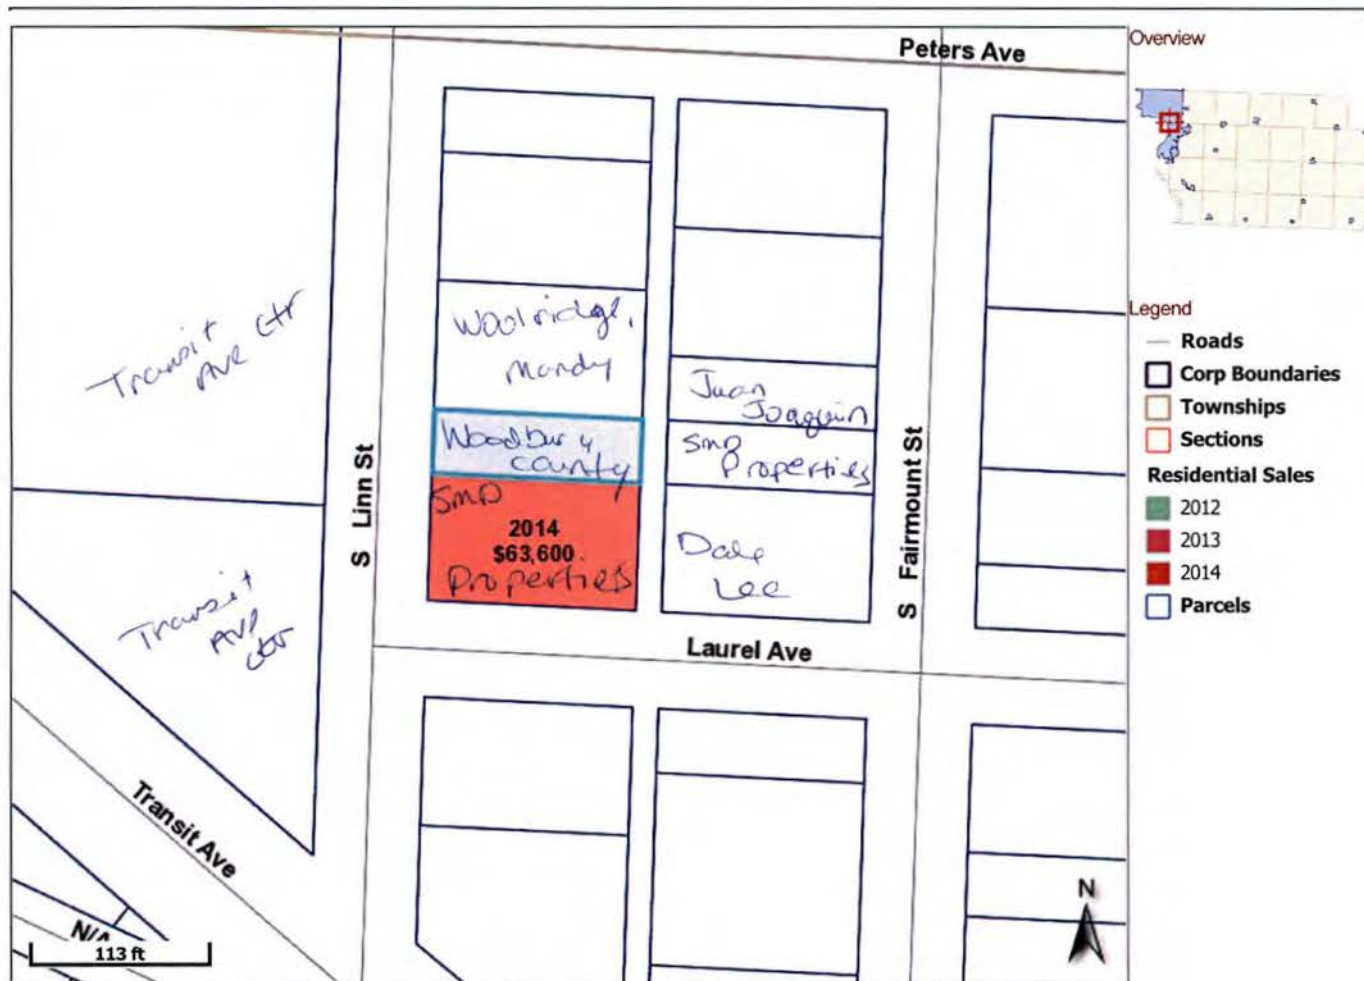 Peters Ave
Overview
Woolridge,
Mandy
Transit
Ave Ctr
Juan
Joaquin
Woodbury
county
SMD
Properties
S Linn St
S Fairmount St
SMD
2014
$63,600
Properties
Dale
Lee
Transit
Ave
Ctr
Laurel Ave
Transit Ave
N/A
113 ft
N
Legend
Roads
Corp Boundaries
Townships
Sections
Residential Sales
2012
2013
2014
Parcels